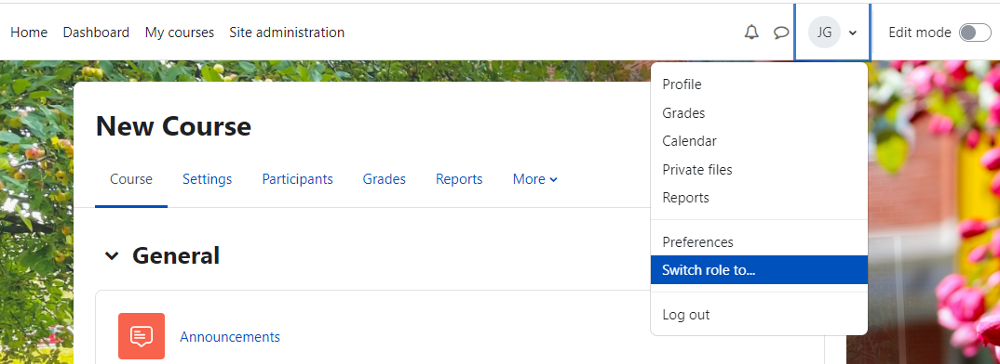 Home Dashboard My courses Site administration JG Edit mode
Profile
Grades
Calendar
Private files
Reports
Preferences
Switch role to...
Log out
New Course
Course Settings Participants Grades Reports More
General
Announcements